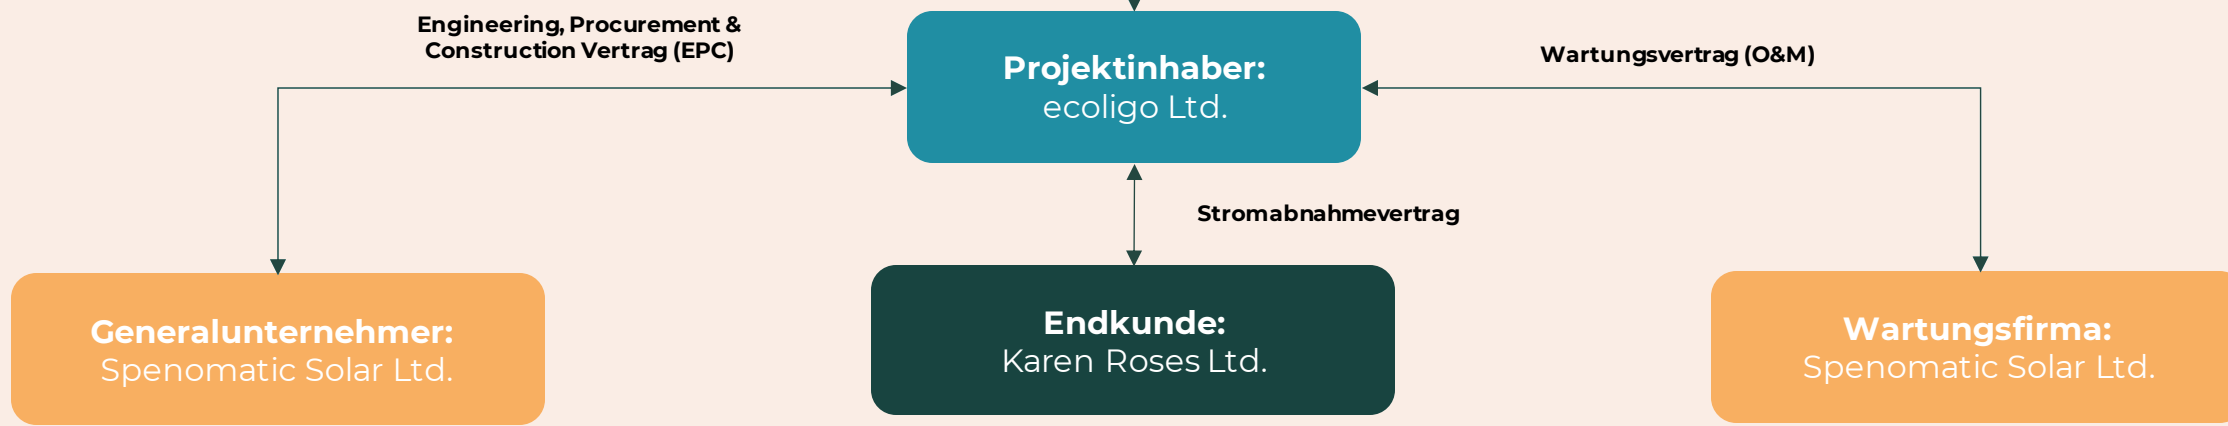 Engineering, Procurement &
Construction Vertrag (EPC)
Projektinhaber:
ecoligo Ltd.
Wartungsvertrag (O&M)
Stromabnahmevertrag
Generalunternehmer:
Spenomatic Solar Ltd.
Endkunde:
Karen Roses Ltd.
Wartungsfirma:
Spenomatic Solar Ltd.